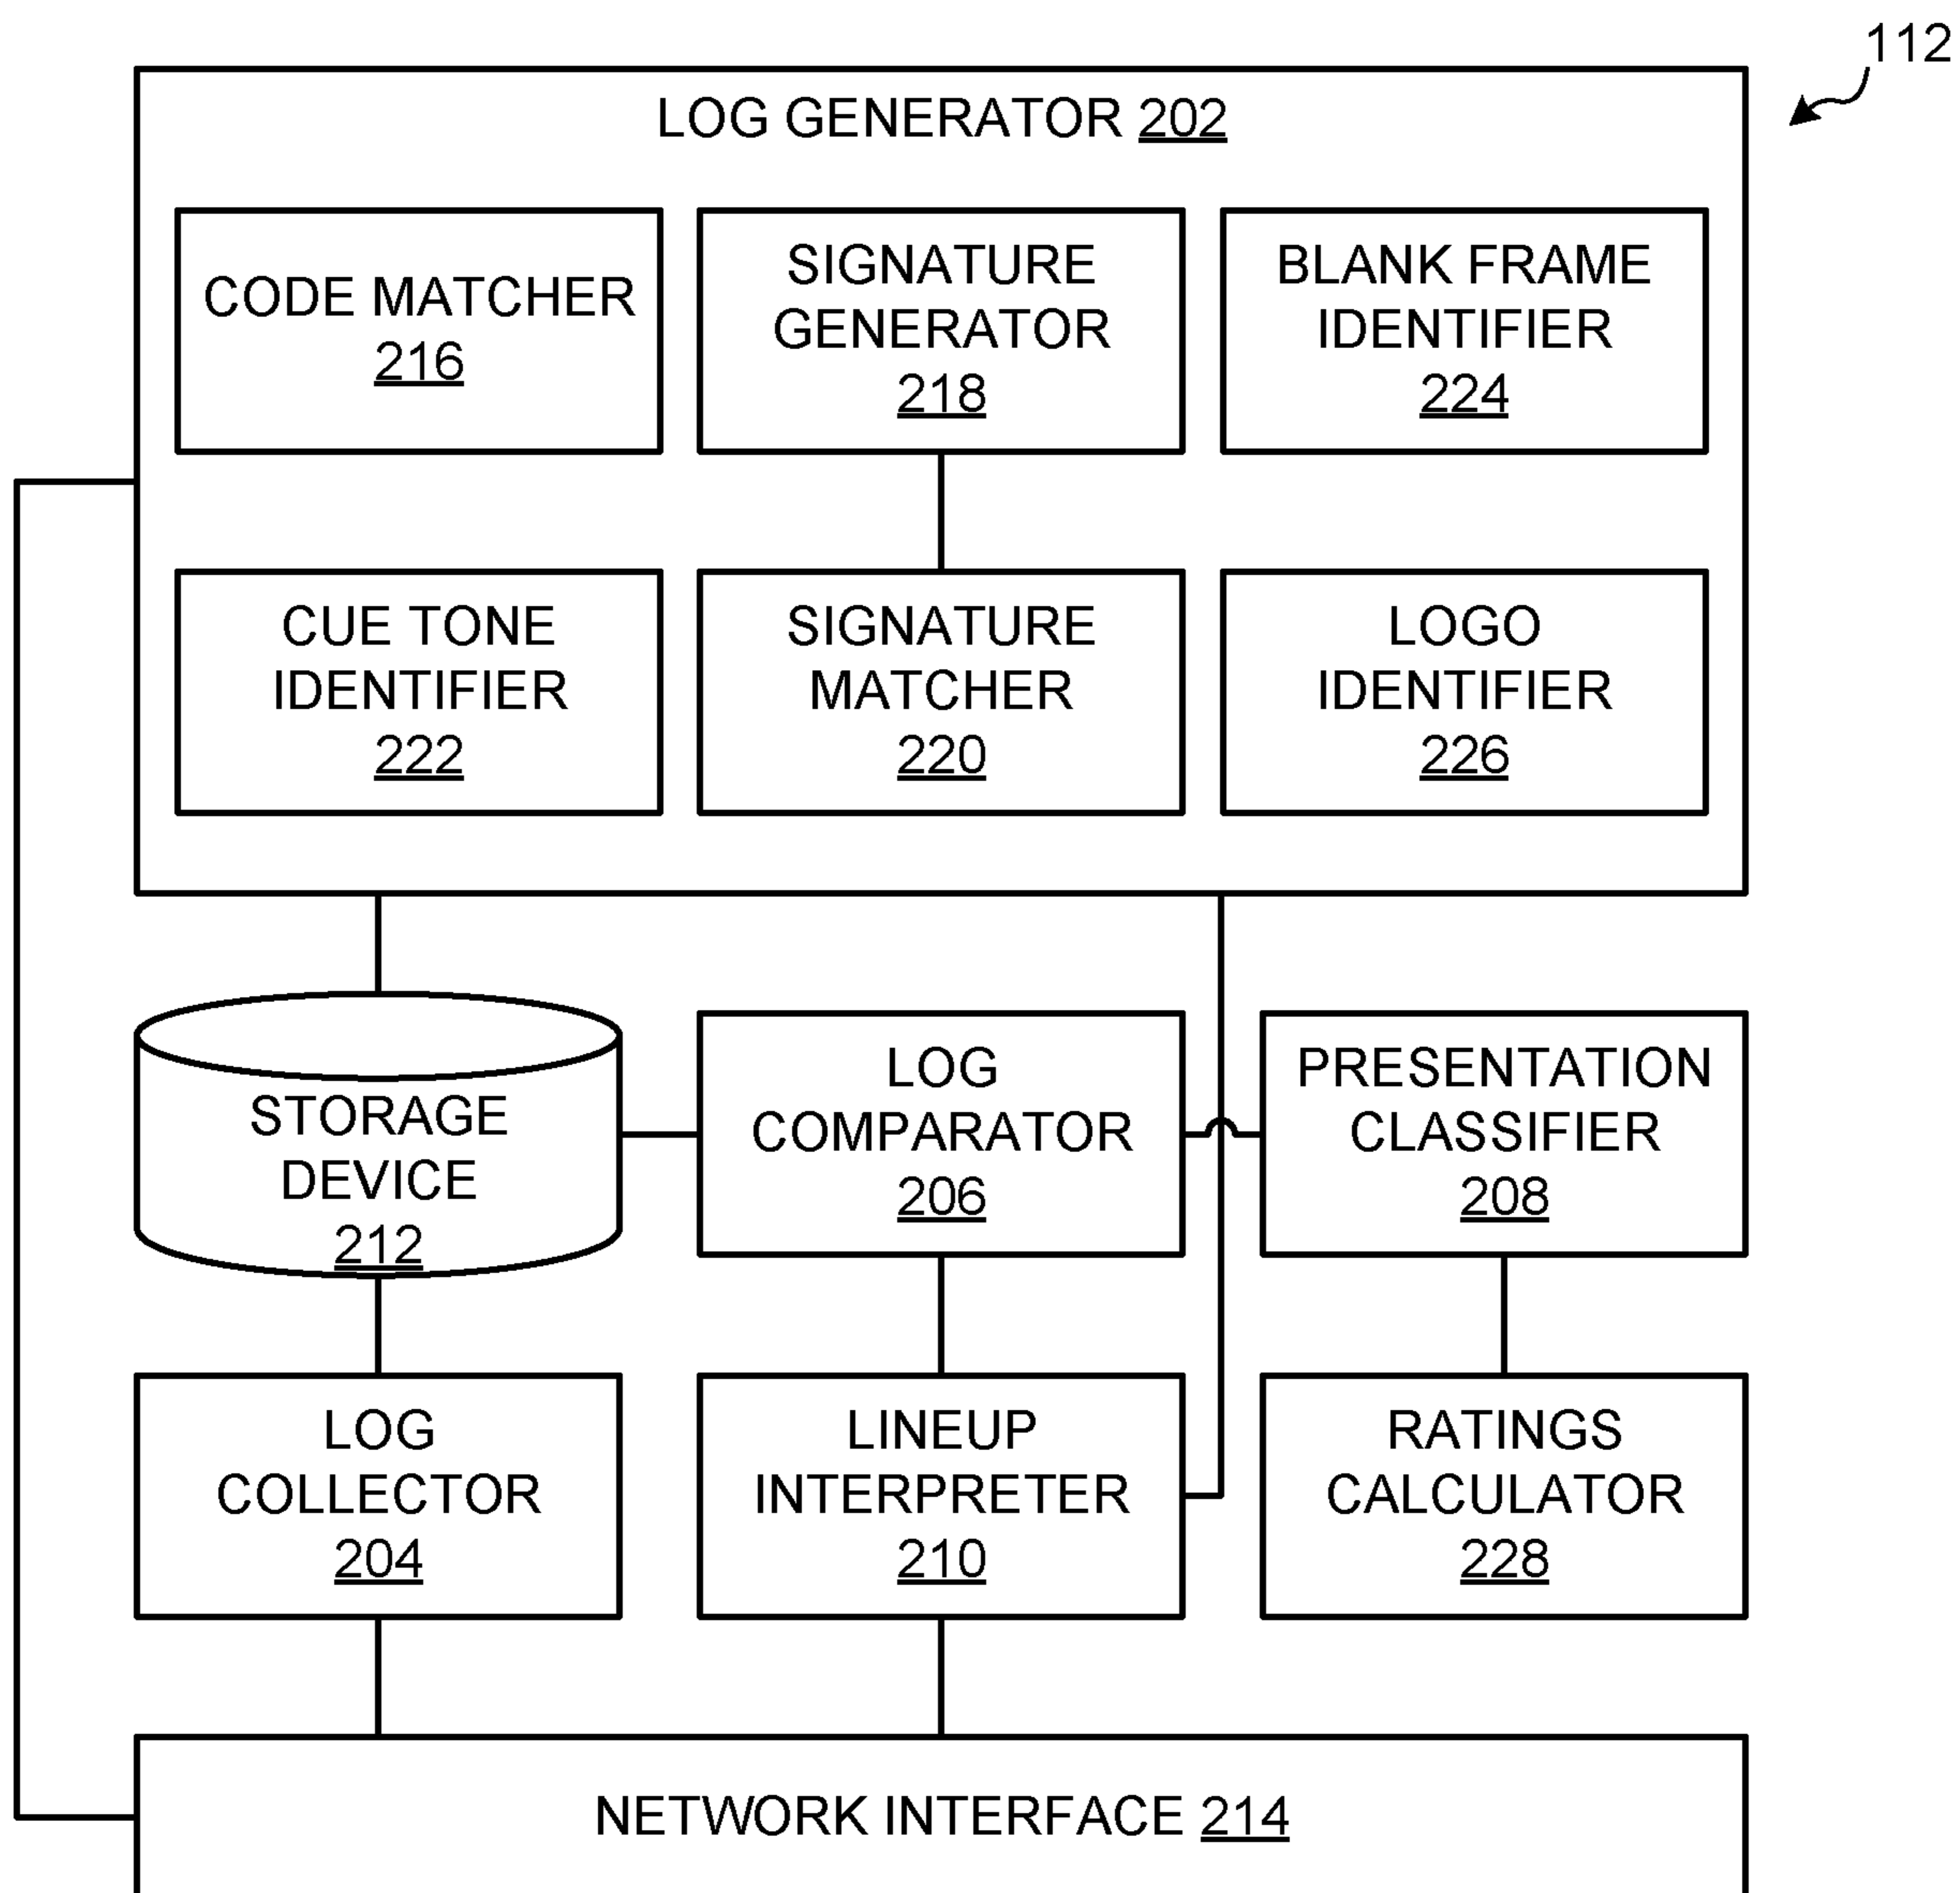 112
LOG GENERATOR 202
CODE MATCHER
216
SIGNATURE
GENERATOR
218
BLANK FRAME
IDENTIFIER
224
CUE TONE
IDENTIFIER
222
SIGNATURE
MATCHER
220
LOGO
IDENTIFIER
226
STORAGE
DEVICE
212
LOG
COMPARATOR
206
PRESENTATION
CLASSIFIER
208
LOG
COLLECTOR
204
LINEUP
INTERPRETER
210
RATINGS
CALCULATOR
228
NETWORK INTERFACE 214